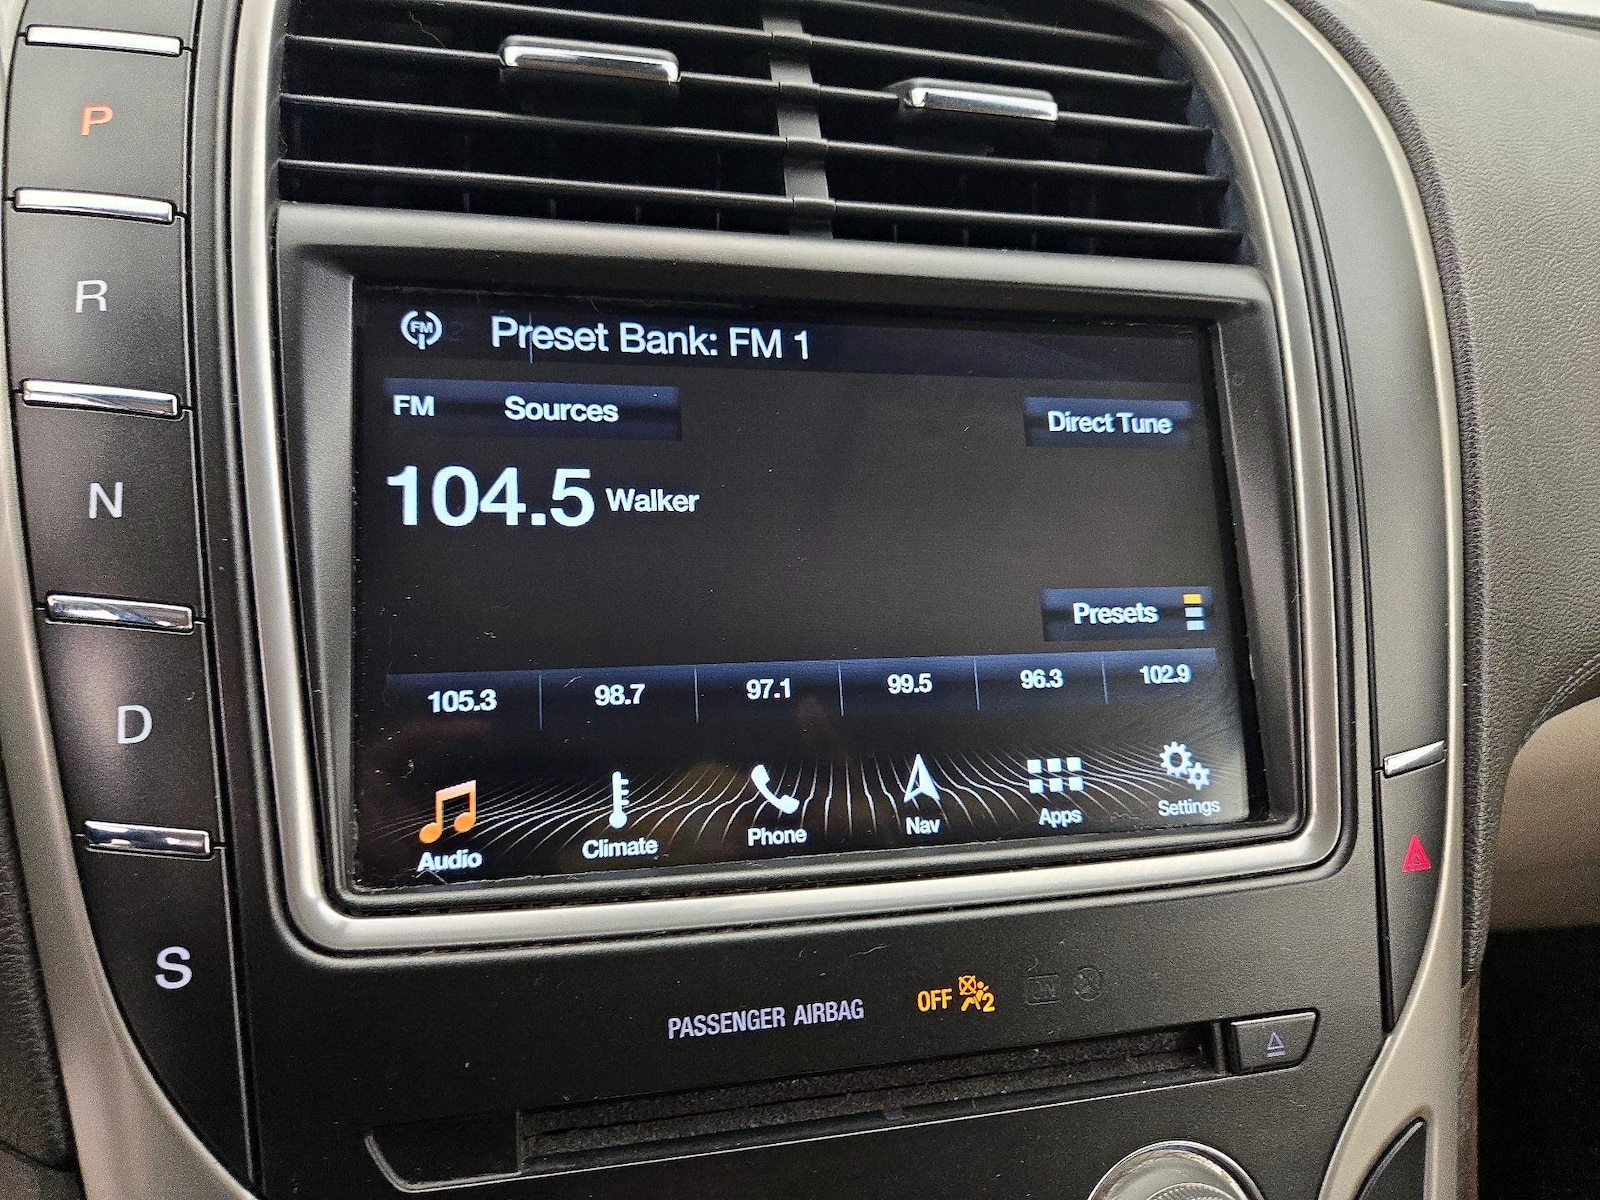 P
R
N
D
S
FM Preset Bank: FM 1
FM Sources
Direct Tune
104.5 Walker
Presets
105.3 98.7 97.1 99.5 96.3 102.9
Audio Climate Phone Nav Apps Settings
PASSENGER AIRBAG OFF 2 ON